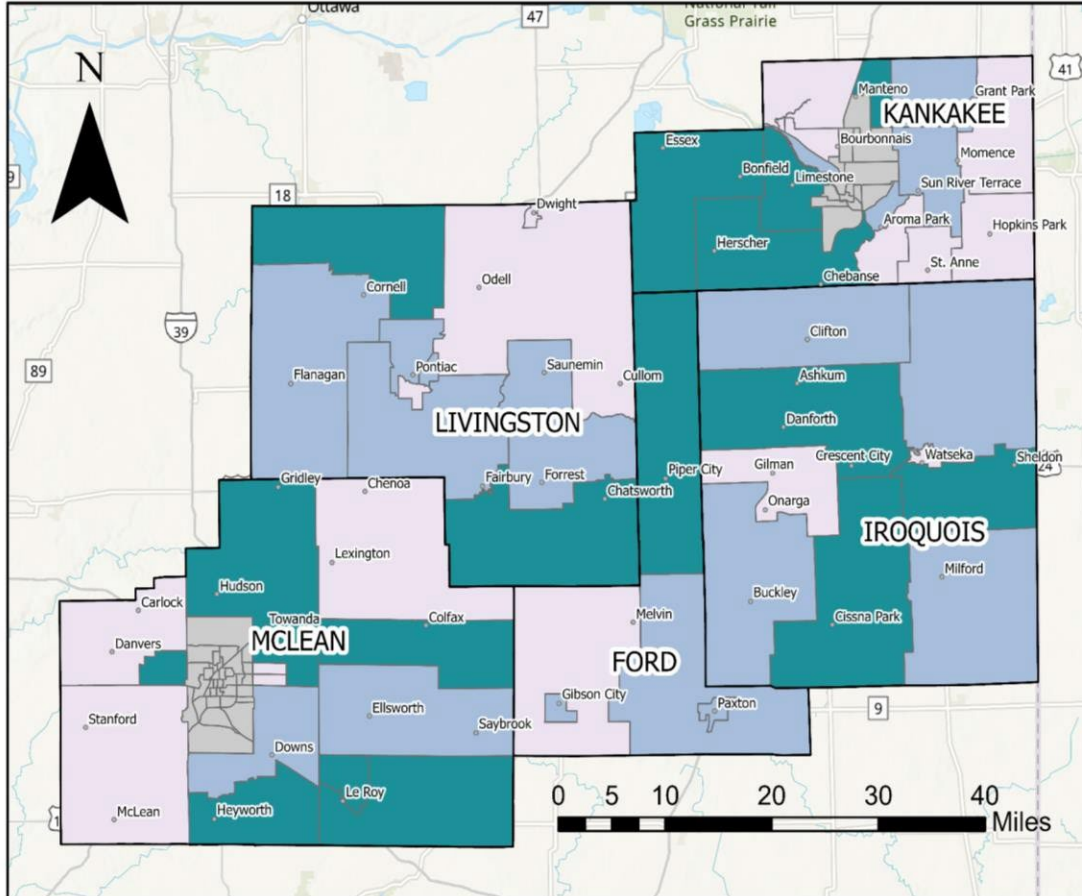 Ottawa
47
National Tall
Grass Prairie
N
41
Manteno
Grant Park
KANKAKEE
Essex
Bourbonnais
Momence
9
Bonfield
Limestone
Sun River Terrace
18
Dwight
Aroma Park
Hopkins Park
Herscher
St. Anne
Chebanse
Odell
Cornell
39
Clifton
89
Flanagan
Pontiac
Saunemin
Cullom
Ashkum
LIVINGSTON
Danforth
Gilman
Crescent City
Watseka
Sheldon
24
Gridley
Chenoa
Fairbury
Forrest
Chatsworth
Piper City
Onarga
IROQUOIS
Lexington
Milford
Hudson
Buckley
Carlock
Towanda
Colfax
Melvin
Cissna Park
Danvers
MCLEAN
FORD
Gibson City
Paxton
9
Stanford
Ellsworth
Saybrook
Downs
Le Roy
McLean
Heyworth
0 5 10 20 30 40
Miles